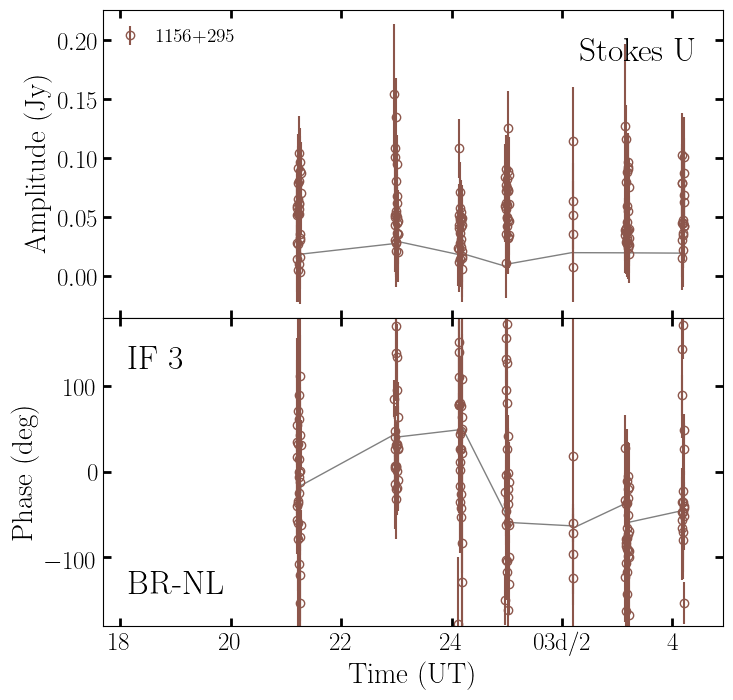 1156+295
Stokes U
0.20
0.15
0.10
0.05
0.00
Amplitude (Jy)
IF 3
100
0
−100
Phase (deg)
BR-NL
18 20 22 24 03d/2 4
Time (UT)